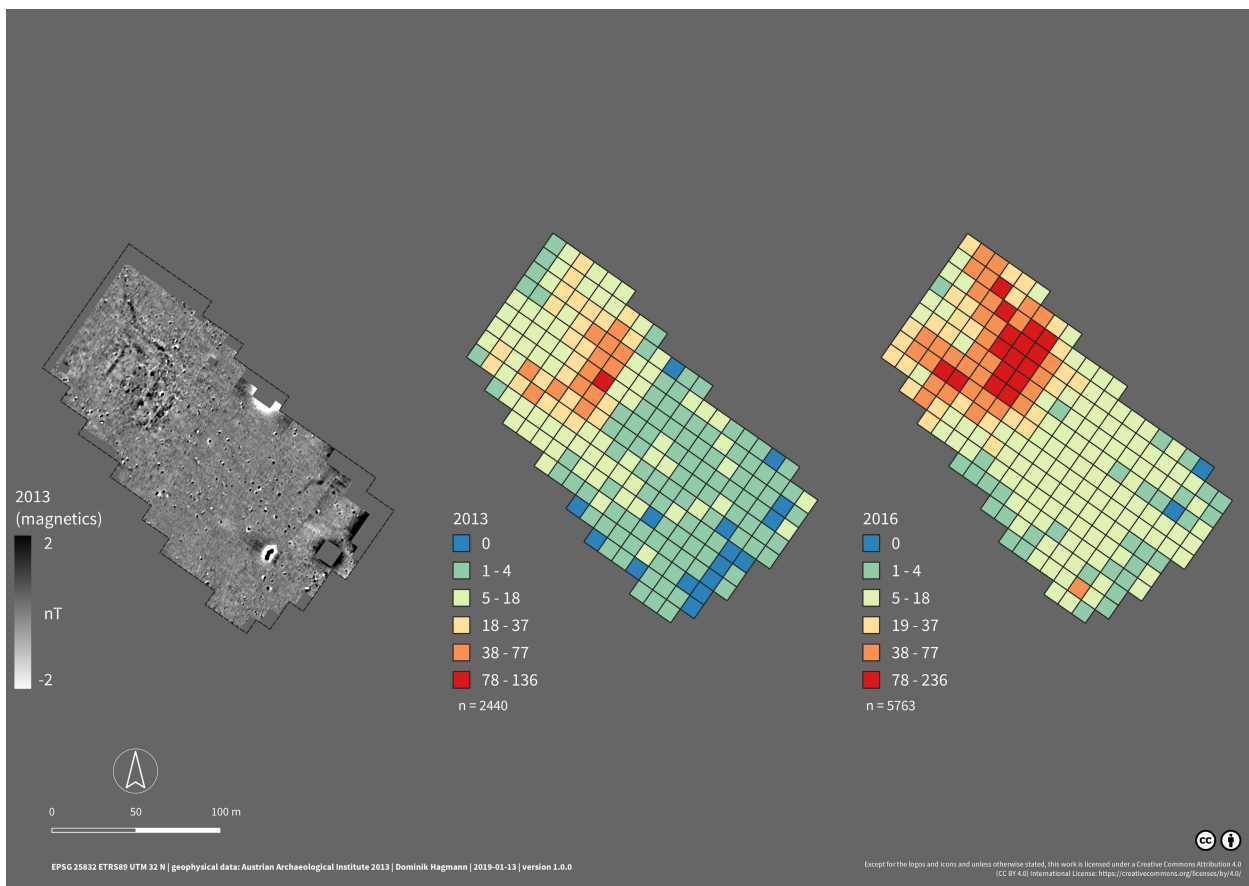 2013
(magnetics)
2
nT
-2
2013
0
1 - 4
5 - 18
18 - 37
38 - 77
78 - 136
n = 2440
2016
0
1 - 4
5 - 18
19 - 37
38 - 77
78 - 236
n = 5763
0 50 100 m
EPSG 25832 ETRS89 UTM 32 N | geophysical data: Austrian Archaeological Institute 2013 | Dominik Hagmann | 2019-01-13 | version 1.0.0
cc
Except for the logos and icons and unless otherwise stated, this work is licensed under a Creative Commons Attribution 4.0
(CC BY 4.0) International License: https://creativecommons.org/licenses/by/4.0/